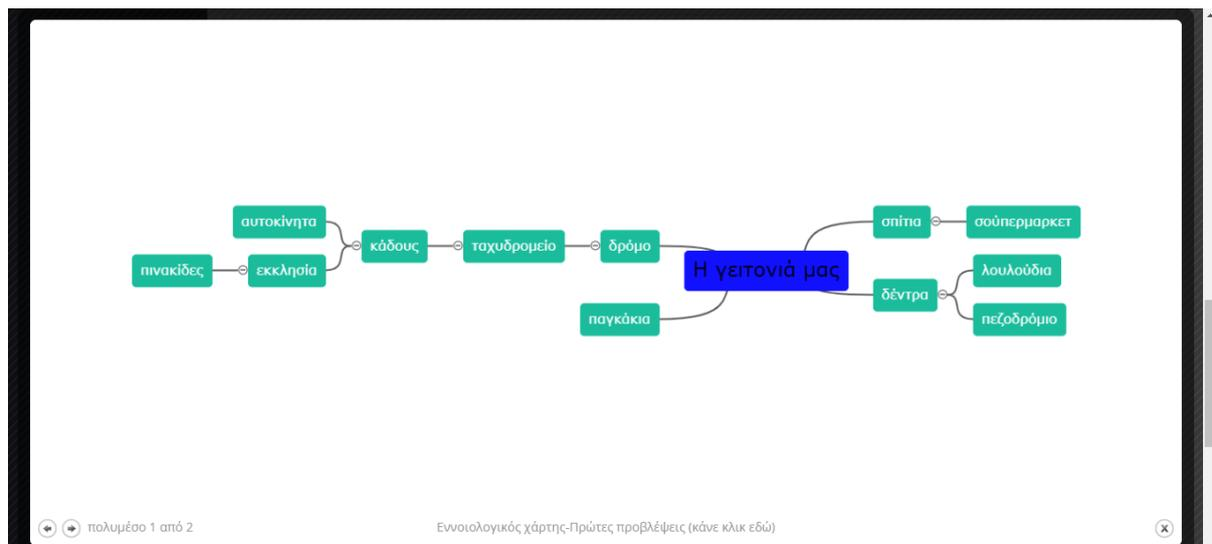 αυτοκίνητα
σπίτια
σούπερμαρκετ
κάδους
ταχυδρομείο
δρόμο
Η γειτονιά μας
πινακίδες
εκκλησία
λουλούδια
δέντρα
παγκάκια
πεζοδρόμιο
πολυμέσο 1 από 2
Εννοιολογικός χάρτης-Πρώτες προβλέψεις (κάνε κλικ εδώ)